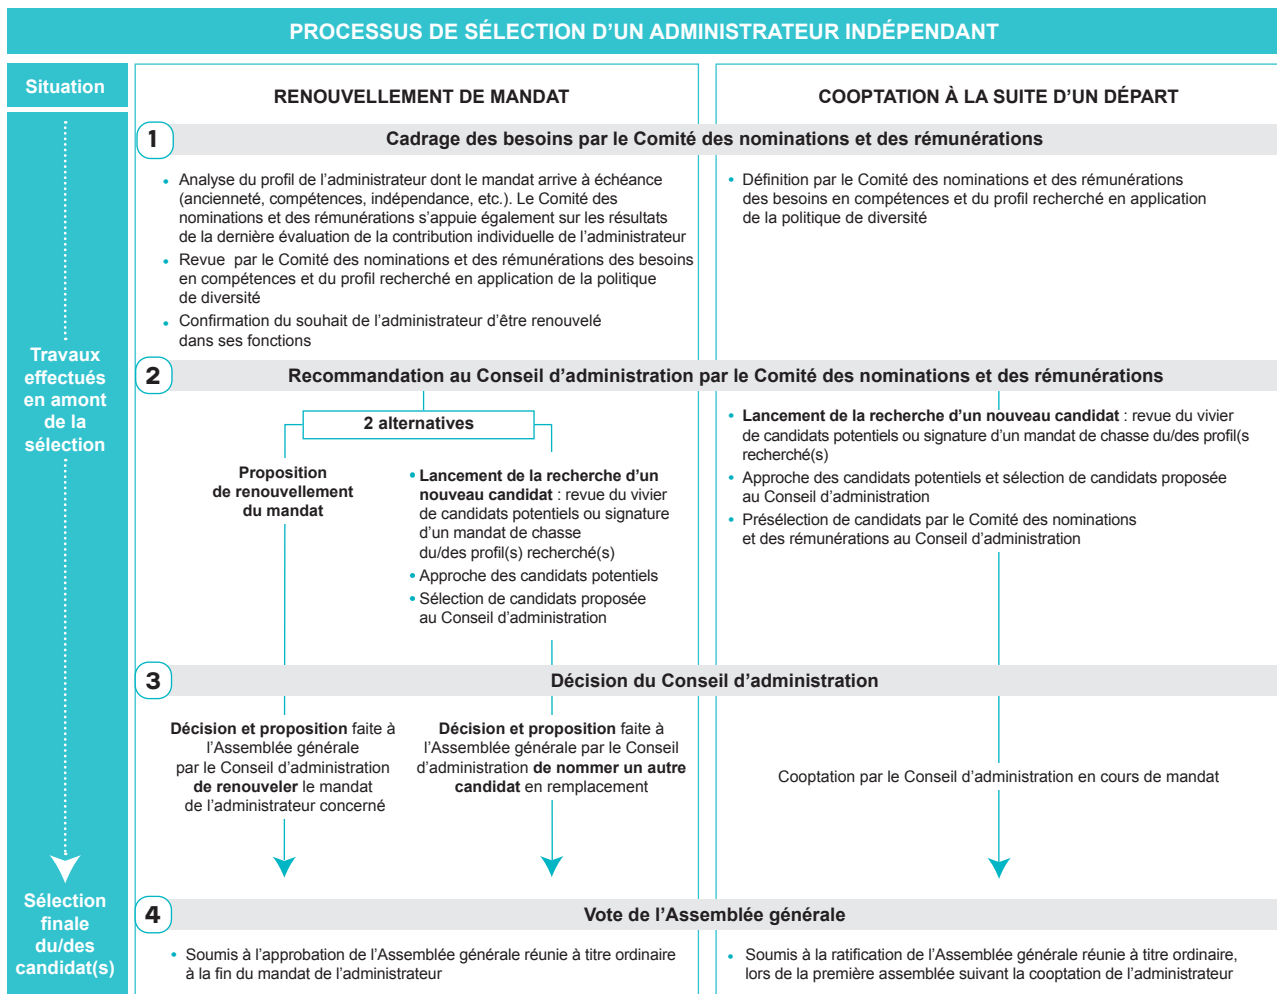 PROCESSUS DE SÉLECTION D'UN ADMINISTRATEUR INDÉPENDANT
Situation
RENOUVELLEMENT DE MANDAT
COOPTATION À LA SUITE D'UN DÉPART
1
Cadrage des besoins par le Comité des nominations et des rémunérations
• Analyse du profil de l'administrateur dont le mandat arrive à échéance
(ancienneté, compétences, indépendance, etc.). Le Comité des
nominations et des rémunérations s'appuie également sur les résultats
de la dernière évaluation de la contribution individuelle de l'administrateur
• Revue par le Comité des nominations et des rémunérations des besoins
en compétences et du profil recherché en application de la politique
de diversité
• Confirmation du souhait de l'administrateur d'être renouvelé
dans ses fonctions
• Définition par le Comité des nominations et des rémunérations
des besoins en compétences et du profil recherché en application
de la politique de diversité
Travaux
effectués
en amont
de la
sélection
2
Recommandation au Conseil d'administration par le Comité des nominations et des rémunérations
2 alternatives
Proposition
de renouvellement
du mandat
• Lancement de la recherche d'un
nouveau candidat : revue du vivier
de candidats potentiels ou signature
d'un mandat de chasse
du/des profil(s) recherché(s)
• Approche des candidats potentiels
• Sélection de candidats proposée
au Conseil d'administration
• Lancement de la recherche d'un nouveau candidat : revue du vivier
de candidats potentiels ou signature d'un mandat de chasse du/des profil(s
recherché(s)
• Approche des candidats potentiels et sélection de candidats proposée
au Conseil d'administration
• Présélection de candidats par le Comité des nominations
et des rémunérations au Conseil d'administration
3
Décision du Conseil d'administration
Décision et proposition faite à
l'Assemblée générale
par le Conseil d'administration
de renouveler le mandat
de l'administrateur concerné
Décision et proposition faite à
l'Assemblée générale par le Conseil
d'administration de nommer un autre
candidat en remplacement
Cooptation par le Conseil d'administration en cours de mandat
Sélection
finale
du/des
candidat(s)
4
Vote de l'Assemblée générale
• Soumis à l'approbation de l'Assemblée générale réunie à titre ordinaire
à la fin du mandat de l'administrateur
• Soumis à la ratification de l'Assemblée générale réunie à titre ordinaire,
lors de la première assemblée suivant la cooptation de l'administrateur